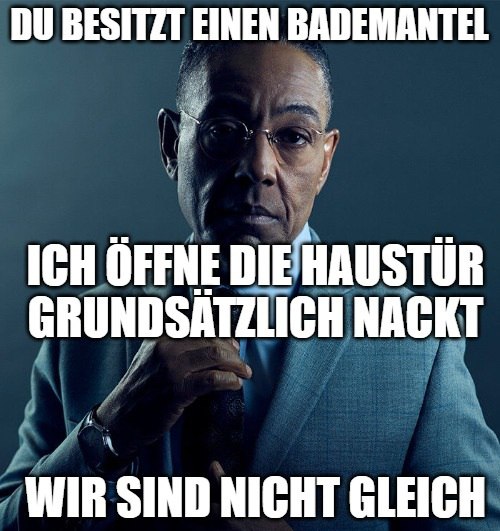 DU BESITZT EINEN BADEMANTEL
ICH ÖFFNE DIE HAUSTÜR
GRUNDSÄTZLICH NACKT
WIR SIND NICHT GLEICH